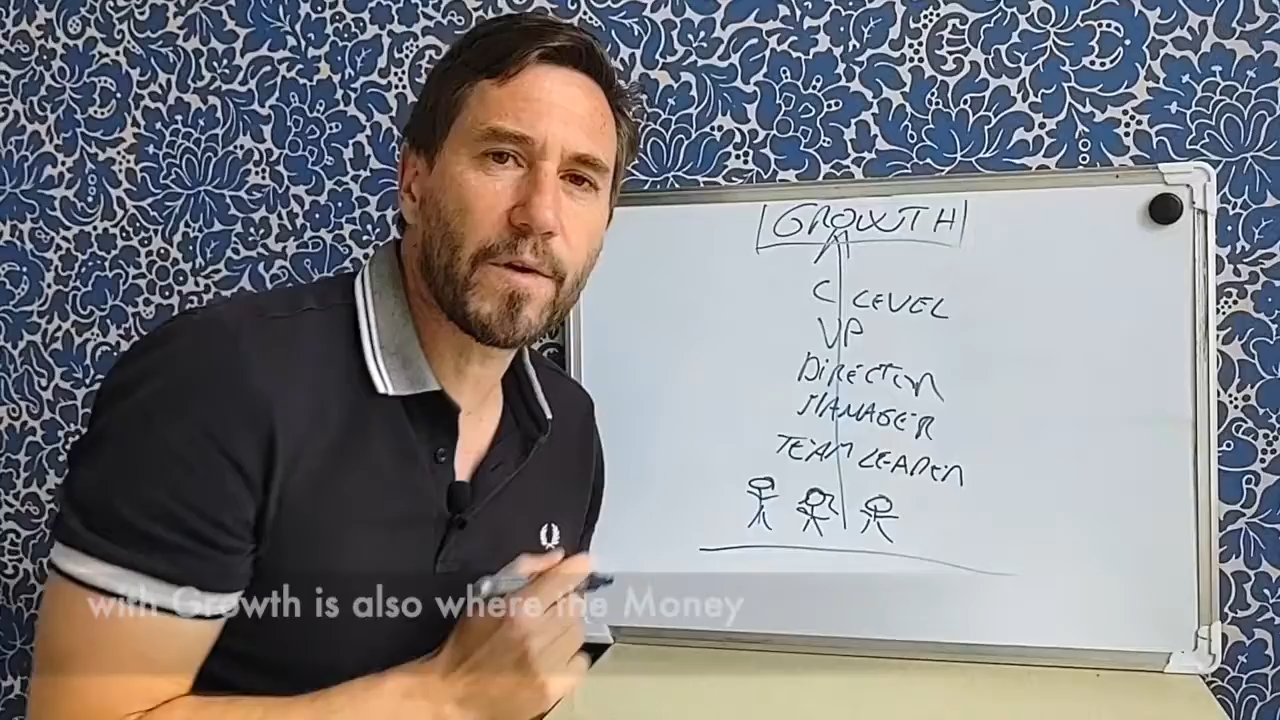 GROWTH
C LEVEL
VP
DIRECTOR
MANAGER
TEAM LEADER
with Growth is also where the Money